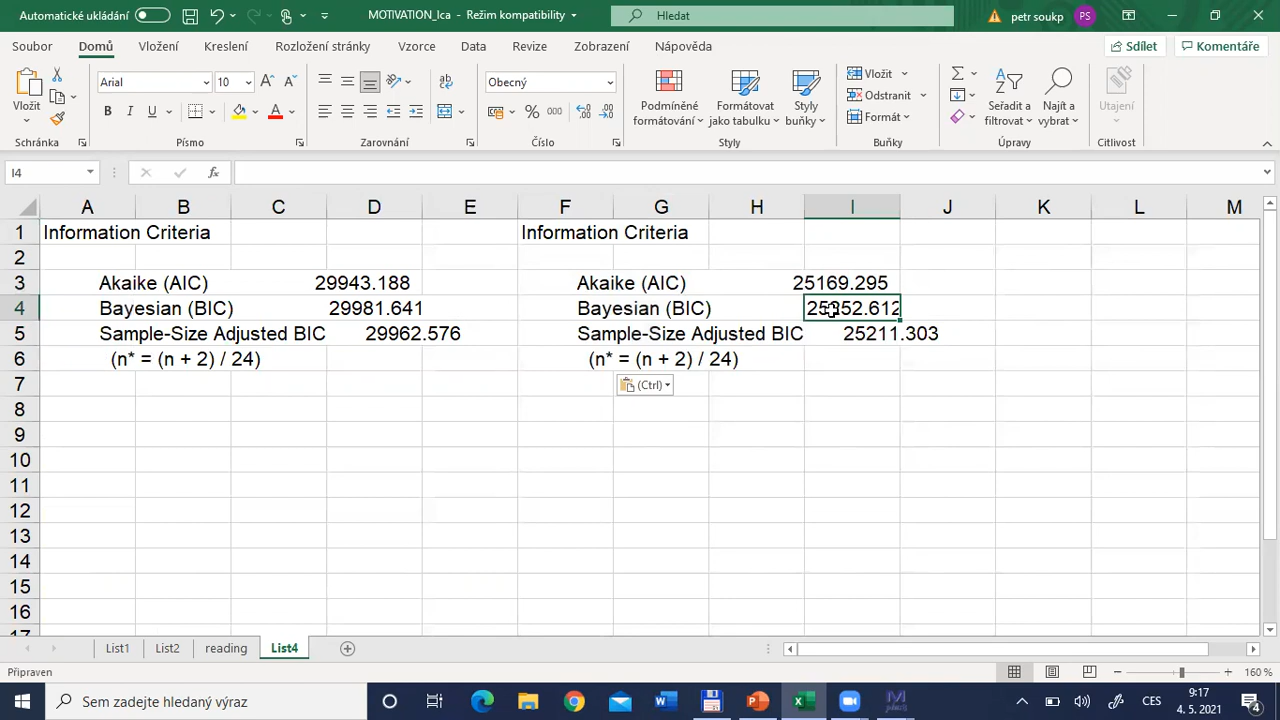 Automatické ukládání
MOTIVATION_lca - Režim kompatibility
Hledat
petr soukp
PS
Soubor
Domů
Vložení
Kreslení
Rozložení stránky
Vzorce
Data
Revize
Zobrazení
Nápověda
Sdílet
Komentáře
Vložit
Arial
10
B
I
U
A
ab
Obecný
%
000
Podmíněné formátování
Formátovat jako tabulku
Styly buňky
Vložit
Odstranit
Formát
Seřadit a filtrovat
Najít a vybrat
Utajení
Schránka
Písmo
Zarovnání
Číslo
Styly
Buňky
Úpravy
Citlivost
I4
fx
A B C D E F G H I J K L M
1 Information Criteria Information Criteria
2
3 Akaike (AIC) 29943.188 Akaike (AIC) 25169.295
4 Bayesian (BIC) 29981.641 Bayesian (BIC) 25252.612
5 Sample-Size Adjusted BIC 29962.576 Sample-Size Adjusted BIC 25211.303
6 (n* = (n + 2) / 24) (n* = (n + 2) / 24)
7 (Ctrl)
8
9
10
11
12
13
14
15
16
17
List1
List2
reading
List4
Připraven
160 %
Sem zadejte hledaný výraz
CES
9:17
4. 5. 2021
4